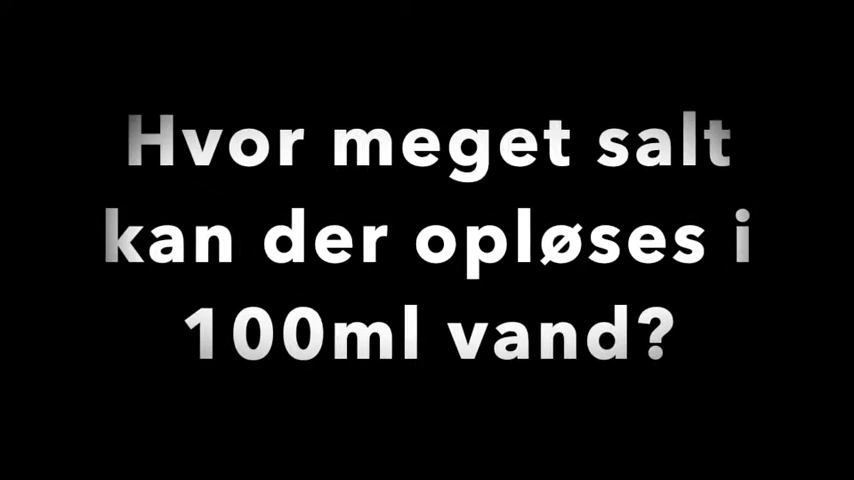 Hvor meget salt
kan der opløses i
100ml vand?